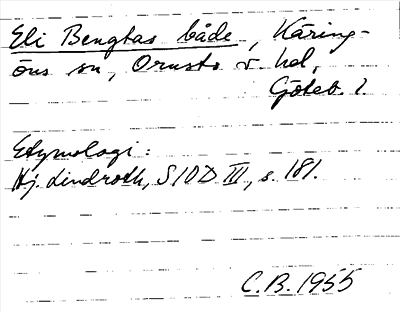 Eli Bengtas både, Käring-
öns sn, Orusts v hd,
Göteb. l.
Etymologi:
Hj. Lindroth, SIOD III, s. 181.
C.B. 1955